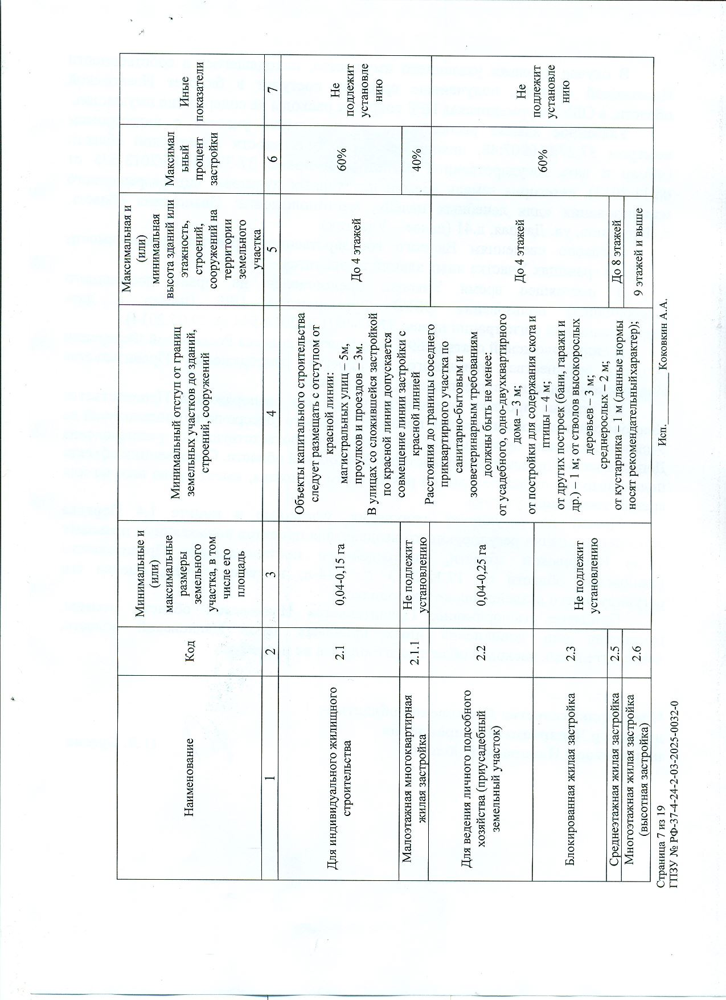 Наименование
Код
Минимальные и
(или)
максимальные
размеры
земельного
участка, в том
числе его
площадь
Минимальный отступ от границ
земельных участков до зданий,
строений, сооружений
Максимальная и
(или)
минимальная
высота зданий или
этажность,
строений,
сооружений на
территории
земельного
участка
Максимал
ьный
процент
застройки
Иные
показатели
1
2
3
4
5
6
7
Для индивидуального жилищного
строительства
2.1
0,04-0,15 га
Объекты капитального строительства
следует размещать с отступом от
красной линии:
магистральных улиц – 5м,
проулков и проездов – 3м.
В улицах со сложившейся застройкой
по красной линии допускается
совмещение линии застройки с
красной линией
Расстояния до границы соседнего
приквартирного участка по
санитарно-бытовым и
зооветеринарным требованиям
должны быть не менее:
от усадебного, одно-двухквартирного
дома - 3 м;
от постройки для содержания скота и
птицы – 4 м;
от других построек (бани, гаражи и
др.) – 1 м; от стволов высокорослых
деревьев – 3 м;
среднерослых – 2 м;
от кустарника – 1 м (данные нормы
носят рекомендательныйхарактер);
До 4 этажей
60%
Не
подлежит
установле
нию
Малоэтажная многоквартирная
жилая застройка
2.1.1
Не подлежит
установлению
40%
Для ведения личного подсобного
хозяйства (приусадебный
земельный участок)
2.2
0,04-0,25 га
До 4 этажей
60%
Не
подлежит
установле
нию
Блокированная жилая застройка
2.3
Не подлежит
установлению
Среднеэтажная жилая застройка
2.5
До 8 этажей
Многоэтажная жилая застройка
(высотная застройка)
2.6
9 этажей и выше
Страница 7 из 19
Исп.________ Коковкин А.А.
ГПЗУ № РФ-37-4-24-2-03-2025-0032-0